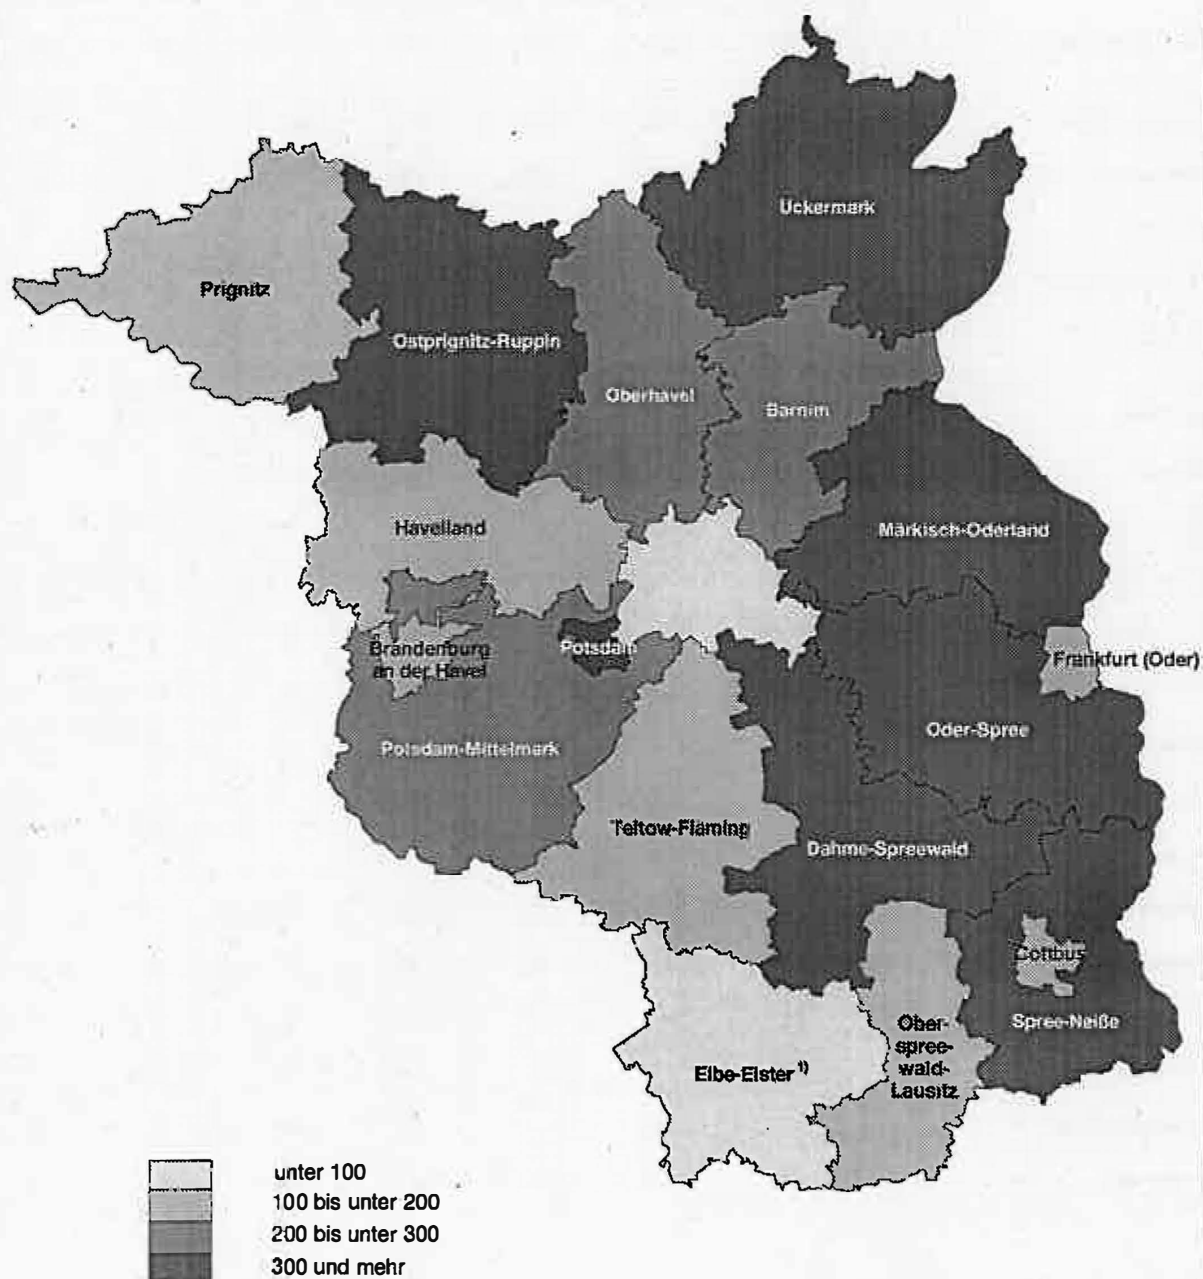 Uckermark
Prignitz
Ostprignitz-Ruppin
Oberhavel
Barnim
Havelland
Märkisch-Oderland
Brandenburg
an der Havel
Potsdam
Frankfurt (Oder)
Oder-Spree
Potsdam-Mittelmark
Teltow-Fläming
Dahme-Spreewald
Cottbus
Spree-Neiße
Ober-
spree-
wald-
Lausitz
Elbe-Elster ¹⁾
unter 100
100 bis unter 200
200 bis unter 300
300 und mehr